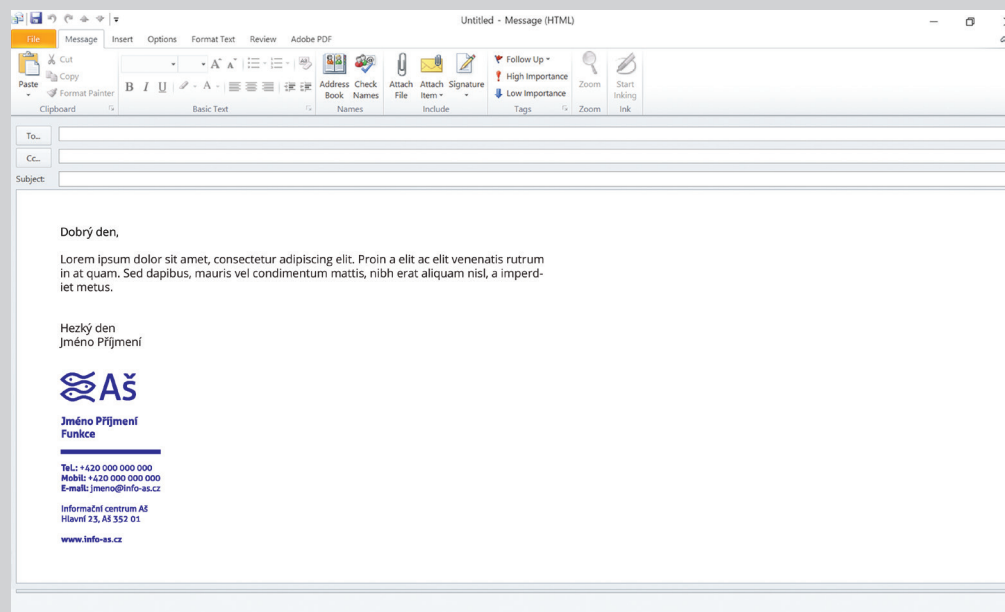 Untitled - Message (HTML)
File Message Insert Options Format Text Review Adobe PDF
Paste
Cut
Copy
Format Painter
Clipboard
B I U
Basic Text
Address Book
Check Names
Names
Attach File
Attach Item
Signature
Include
Follow Up
High Importance
Low Importance
Tags
Zoom
Zoom
Start Inking
Ink
To...
Cc...
Subject:
Dobrý den,
Lorem ipsum dolor sit amet, consectetur adipiscing elit. Proin a elit ac elit venenatis rutrum
in at quam. Sed dapibus, mauris vel condimentum mattis, nibh erat aliquam nisl, a imperd-
iet metus.
Hezký den
Jméno Příjmení
Aš
Jméno Příjmení
Funkce
Tel.: +420 000 000 000
Mobil: +420 000 000 000
E-mail: jmeno@info-as.cz
Informační centrum Aš
Hlavní 23, Aš 352 01
www.info-as.cz